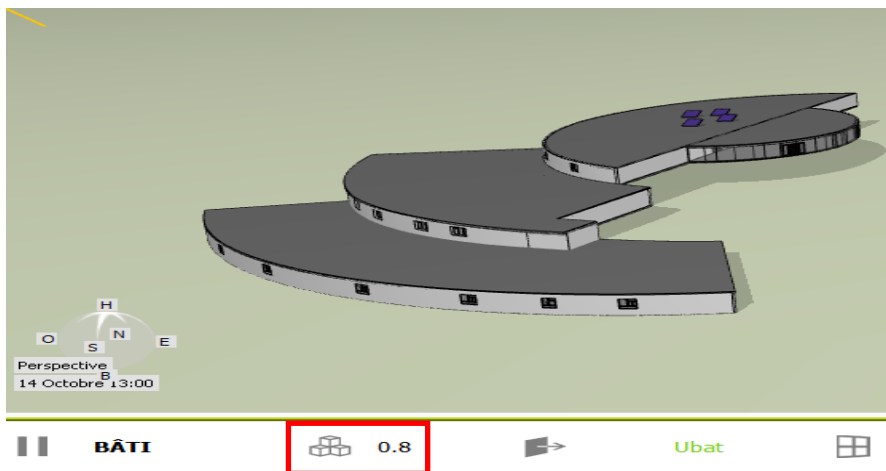 H
O
N
S
E
Perspective
B
14 Octobre 13:00
BÂTI
0.8
Ubat